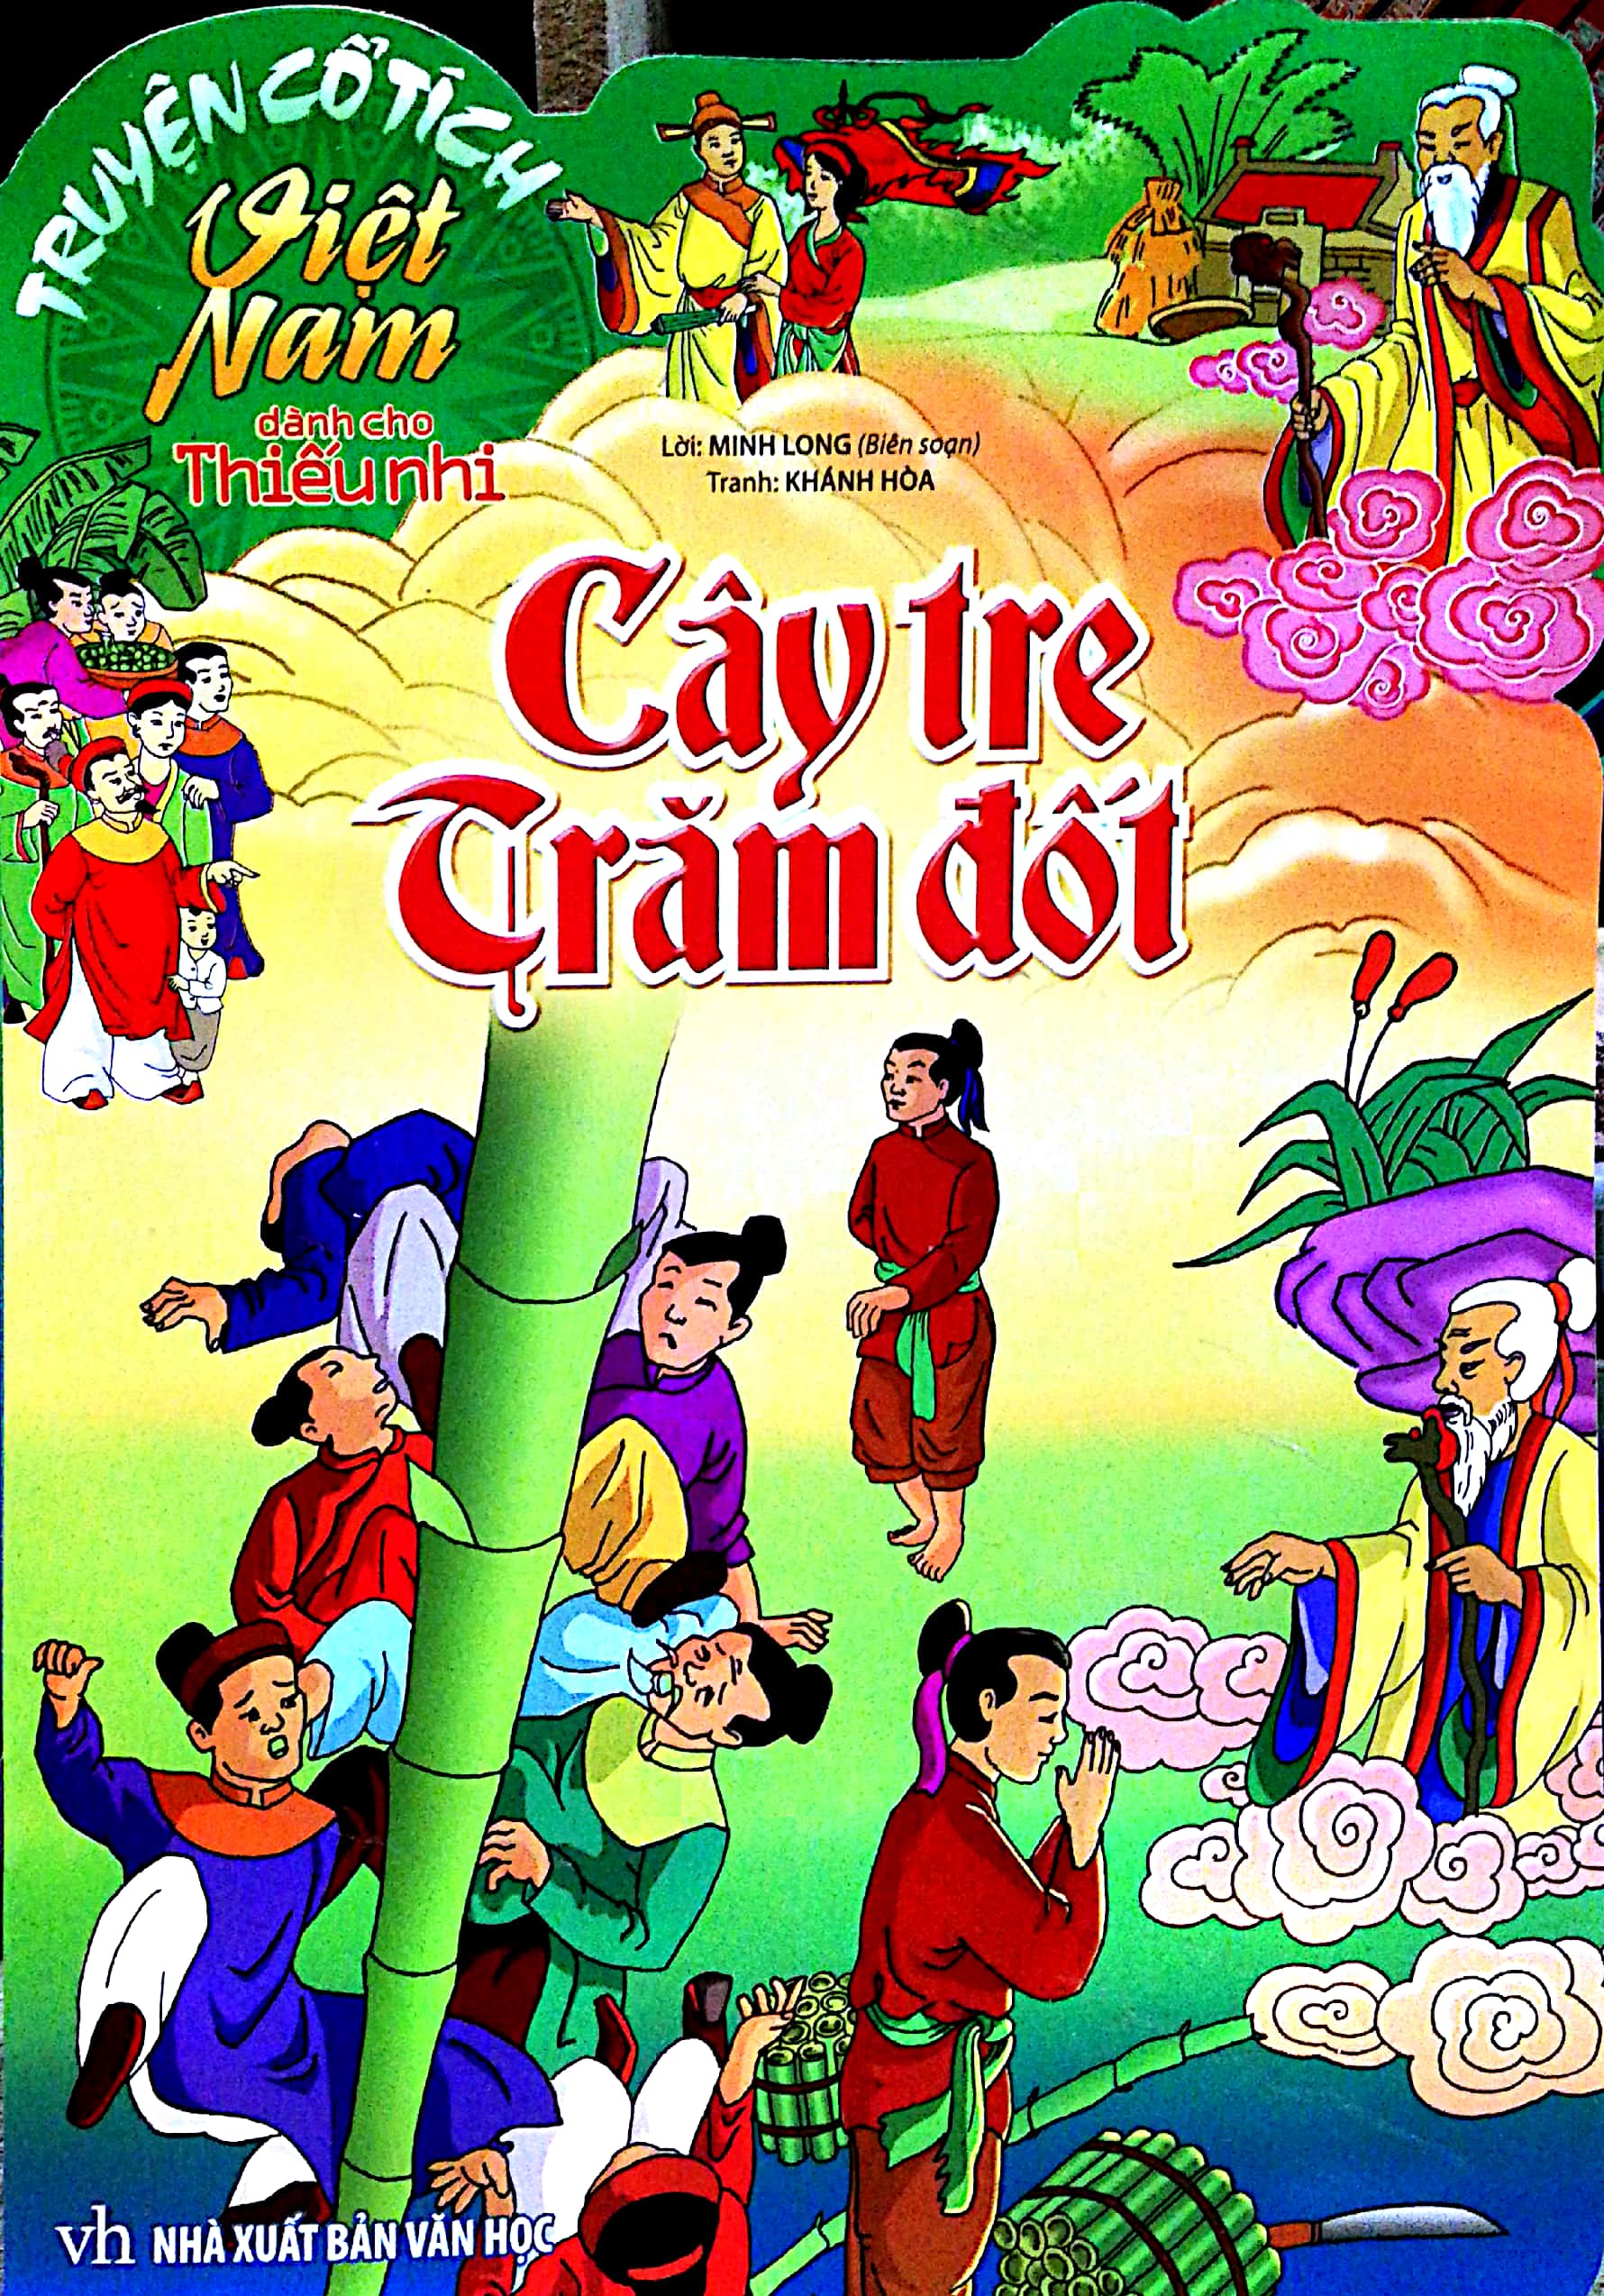 TRUYỆN CỔ TÍCH
Việt
Nam
dành cho
Thiếu nhi
Lời: MINH LONG (Biên soạn)
Tranh: KHÁNH HÒA
Cây tre
Trăm đốt
vh NHÀ XUẤT BẢN VĂN HỌC